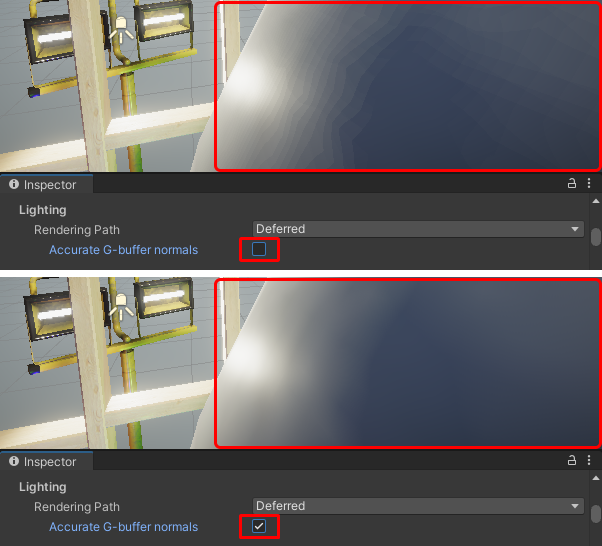 Inspector
Lighting
Rendering Path Deferred
Accurate G-buffer normals
Inspector
Lighting
Rendering Path Deferred
Accurate G-buffer normals